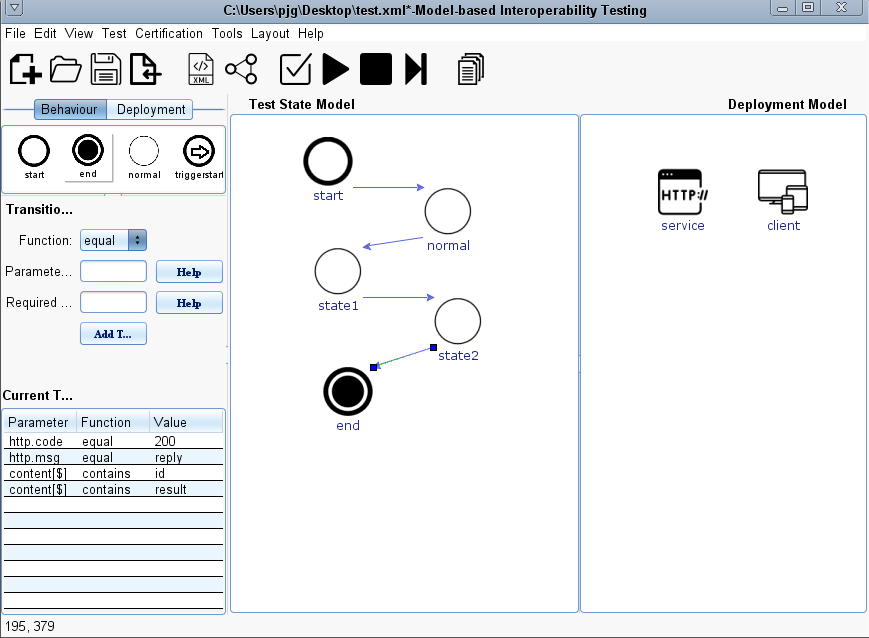 C:\Users\pjg\Desktop\test.xml*-Model-based Interoperability Testing
File Edit View Test Certification Tools Layout Help
XML
Behaviour Deployment
start end normal triggerstart
Transitio...
Function: equal
Paramete... Help
Required ... Help
Add T...
Current T...
Parameter Function Value
http.code equal 200
http.msg equal reply
content[$] contains id
content[$] contains result
195, 379
Test State Model
start
normal
state1
state2
end
Deployment Model
HTTP://
service client